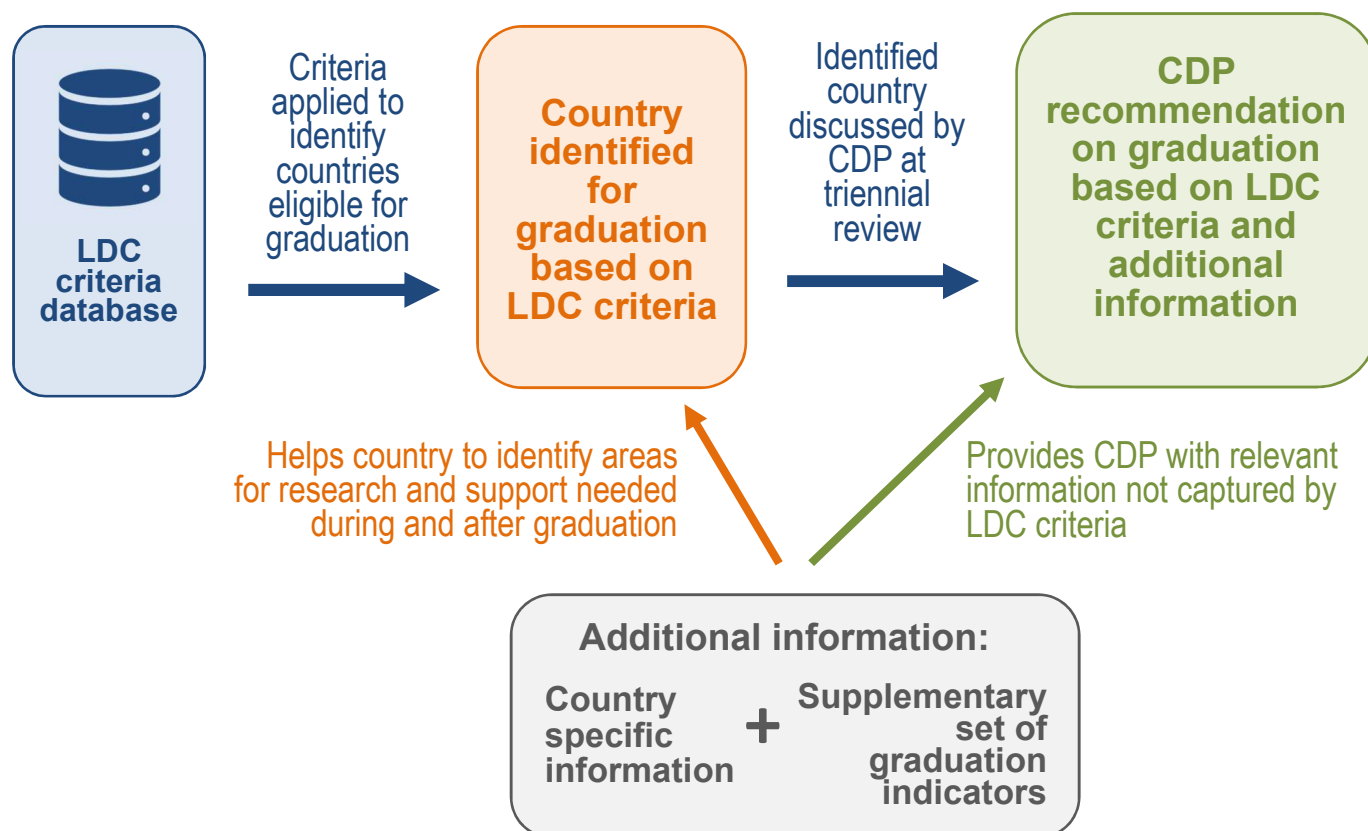 LDC
criteria
database
Criteria
applied to
identify
countries
eligible for
graduation
Country
identified
for
graduation
based on
LDC criteria
Identified
country
discussed by
CDP at
triennial
review
CDP
recommendation
on graduation
based on LDC
criteria and
additional
information
Helps country to identify areas
for research and support needed
during and after graduation
Provides CDP with relevant
information not captured by
LDC criteria
Additional information:
Country
specific
information
+
Supplementary
set of
graduation
indicators